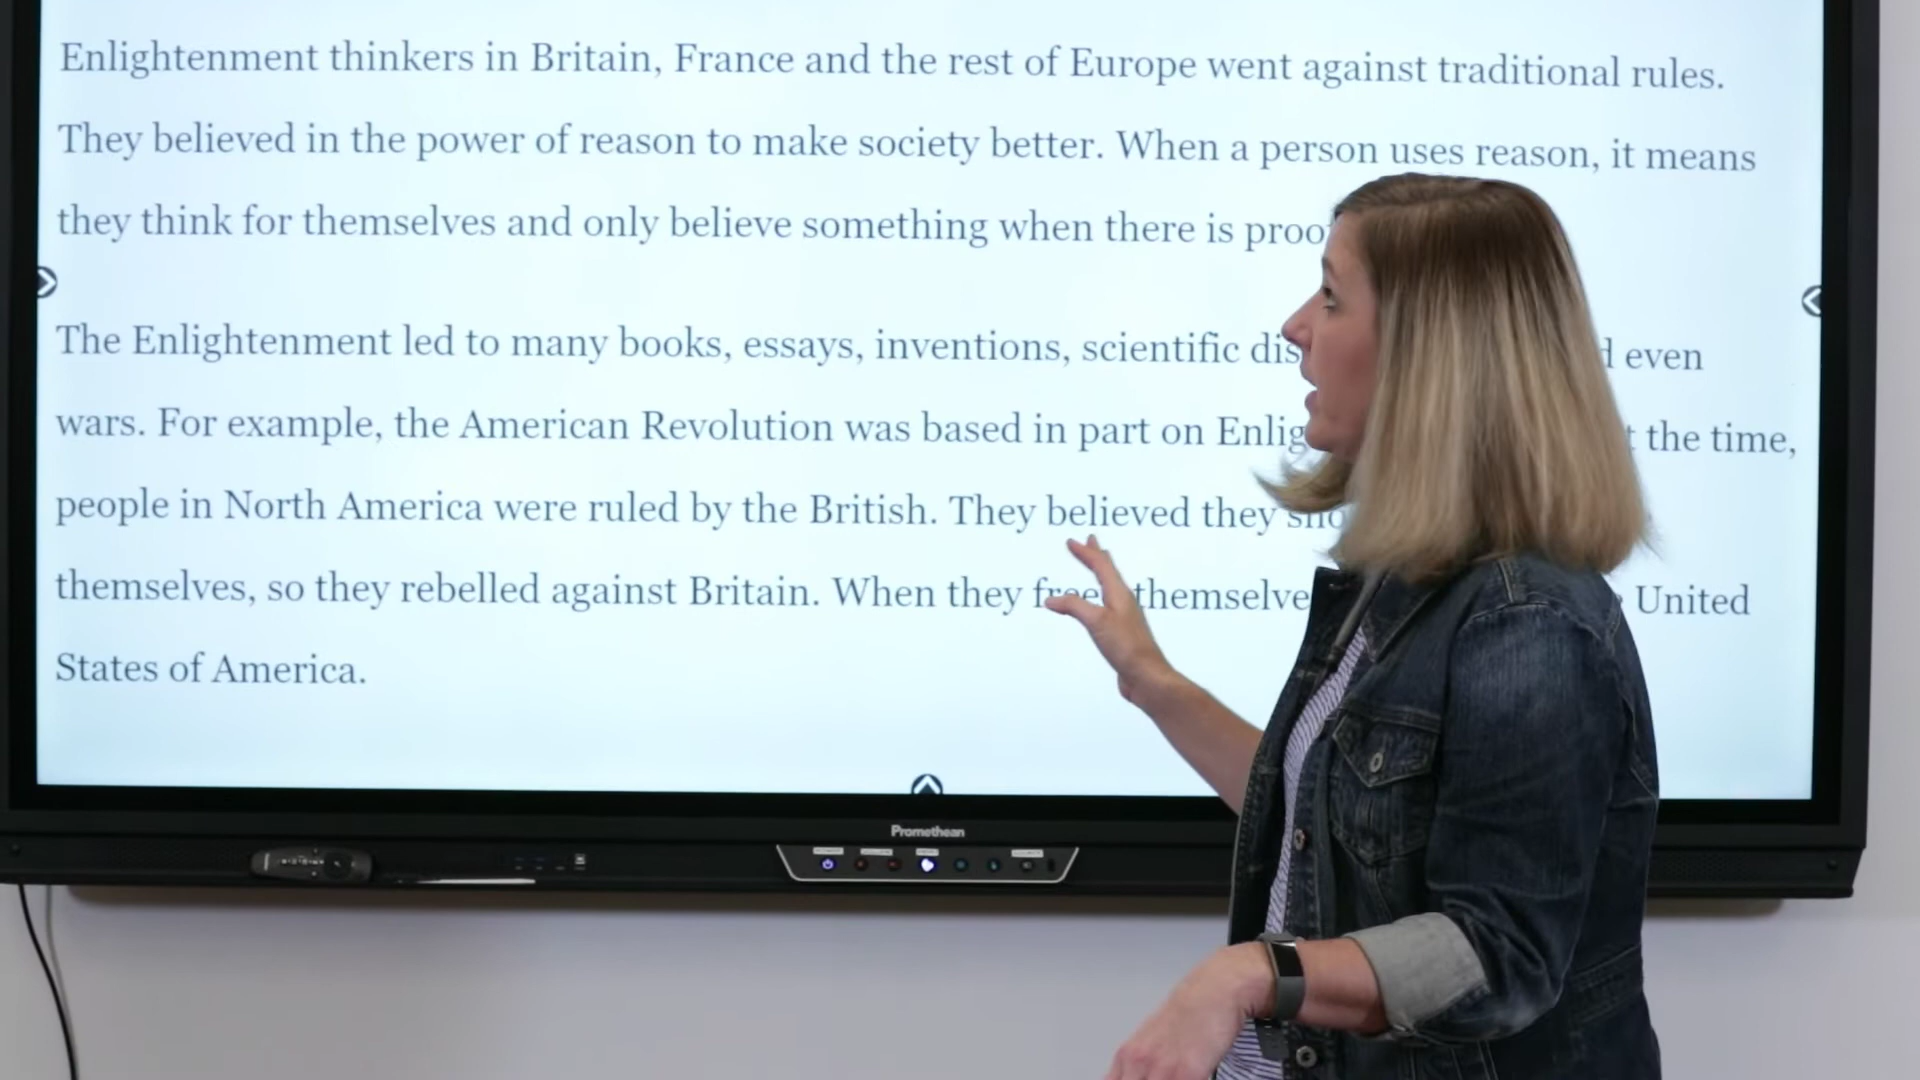 Enlightenment thinkers in Britain, France and the rest of Europe went against traditional rules.
They believed in the power of reason to make society better. When a person uses reason, it means
they think for themselves and only believe something when there is
The Enlightenment led to many books, essays, inventions, scientific even
wars. For example, the American Revolution was based in part on the time,
people in North America were ruled by the British. They believed they
themselves, so they rebelled against Britain. When they United
States of America.
Promethean